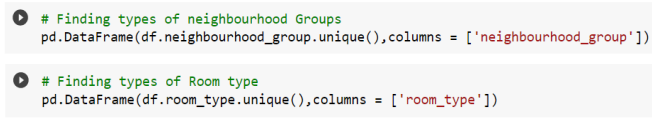 # Finding types of neighbourhood Groups
pd.DataFrame(df.neighbourhood_group.unique(),columns = ['neighbourhood_group'])
# Finding types of Room type
pd.DataFrame(df.room_type.unique(),columns = ['room_type'])